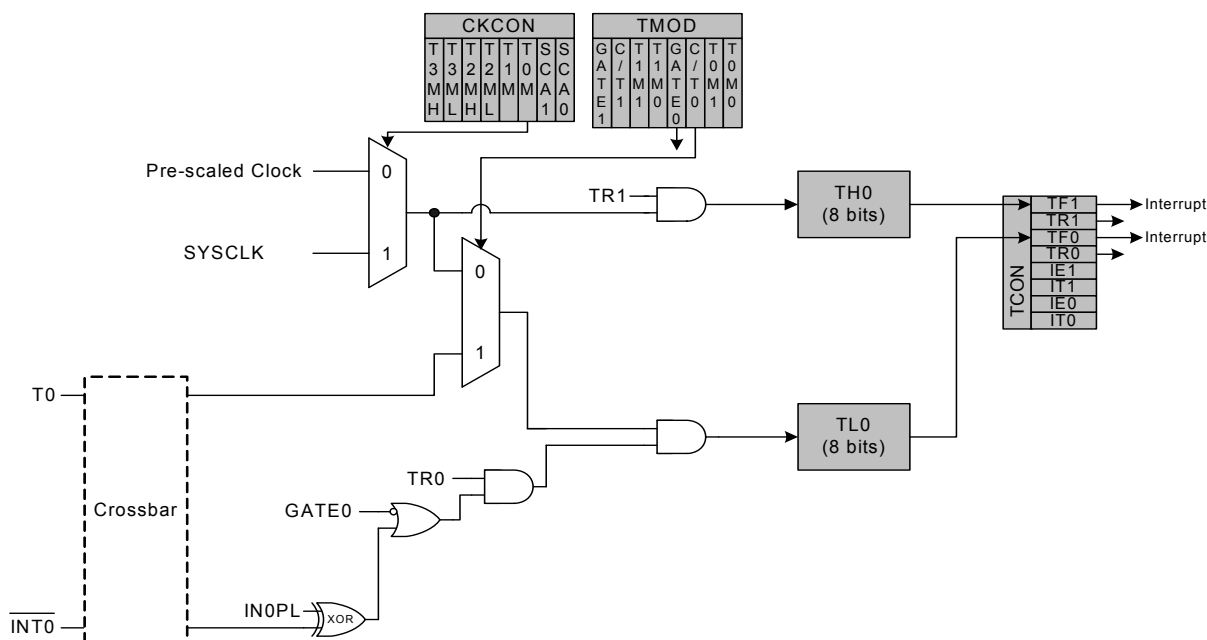 CKCON
T3MH
T3ML
T2MH
T2ML
T1M
T0M
SCA1
SCA0
TMOD
GATE1
C/T1
T1M1
T1M0
GATE0
C/T0
T0M1
T0M0
Pre-scaled Clock
0
SYSCLK
1
TR1
TH0
(8 bits)
TCON
TF1
TR1
TF0
TR0
IE1
IT1
IE0
IT0
Interrupt
Interrupt
0
1
T0
Crossbar
TR0
TL0
(8 bits)
GATE0
IN0PL
XOR
INT0